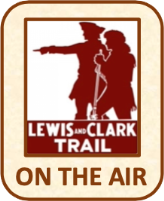 LEWIS AND CLARK
TRAIL
ON THE AIR